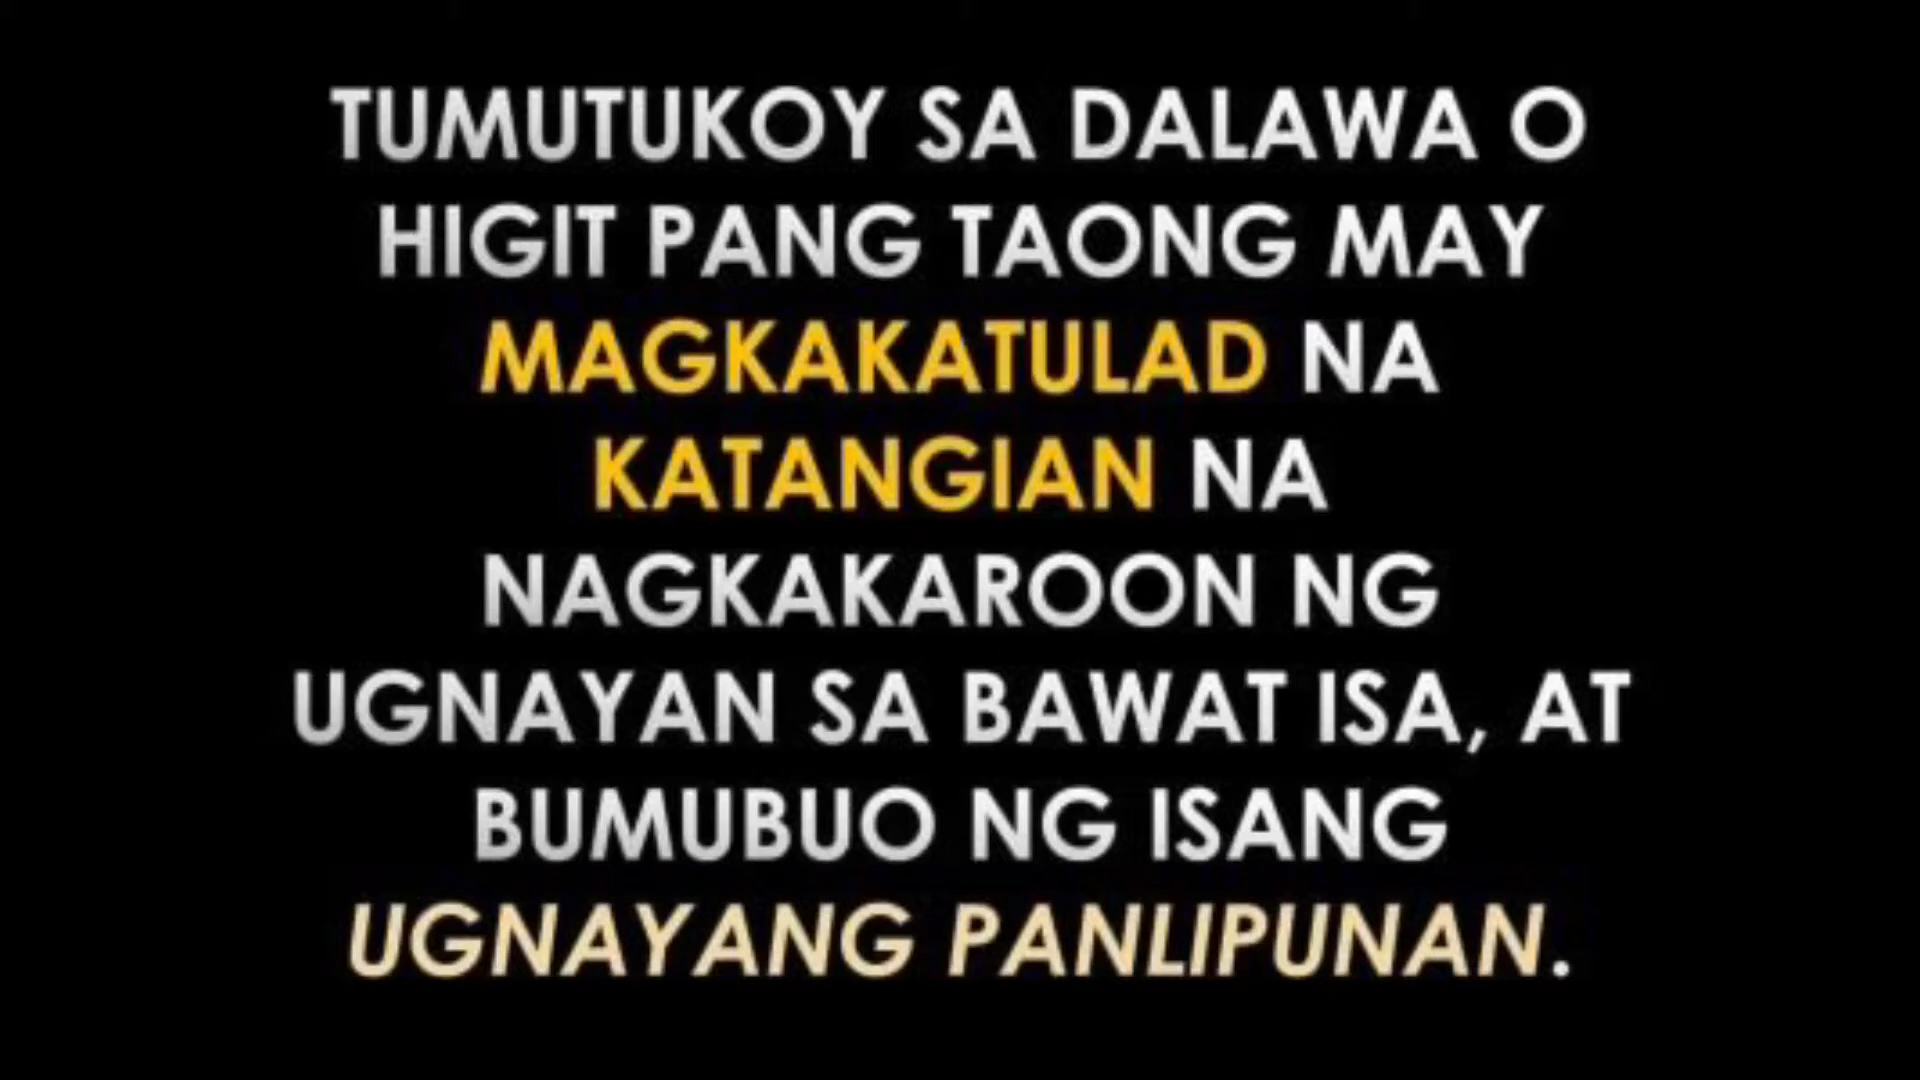 TUMUTUKOY SA DALAWA O
HIGIT PANG TAONG MAY
MAGKAKATULAD NA
KATANGIAN NA
NAGKAKAROON NG
UGNAYAN SA BAWAT ISA, AT
BUMUBUO NG ISANG
UGNAYANG PANLIPUNAN.